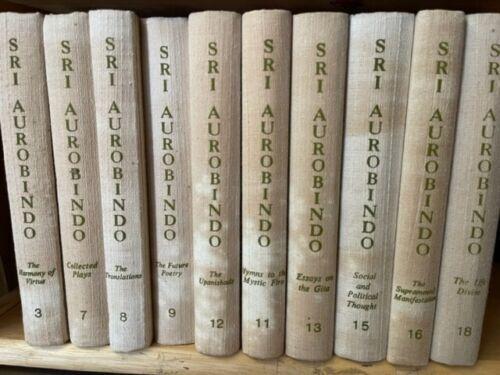 SRI AUROBINDO
The
Harmony of
Virtue
3
SRI AUROBINDO
Collected
Plays
7
SRI AUROBINDO
The
Translations
8
SRI AUROBINDO
The Future
Poetry
9
SRI AUROBINDO
The
Upanishads
12
SRI AUROBINDO
Hymns to the
Mystic Fire
11
SRI AUROBINDO
Essays on
the Gita
13
SRI AUROBINDO
Social
and
Political
Thought
15
SRI AUROBINDO
The
Supramental
Manifestation
16
SRI AUROBINDO
The Life
Divine
18